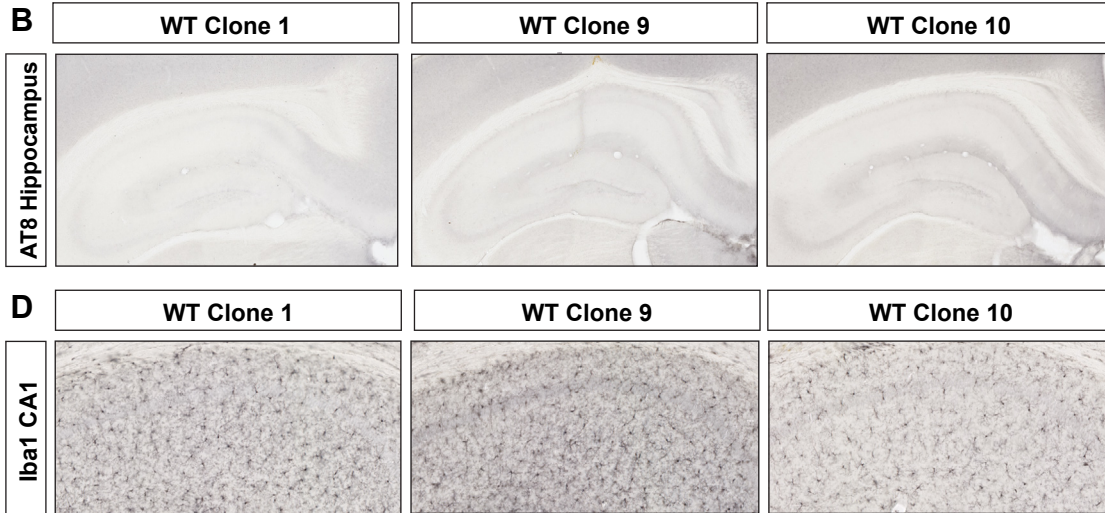 B
WT Clone 1
WT Clone 9
WT Clone 10
AT8 Hippocampus
D
WT Clone 1
WT Clone 9
WT Clone 10
Iba1 CA1